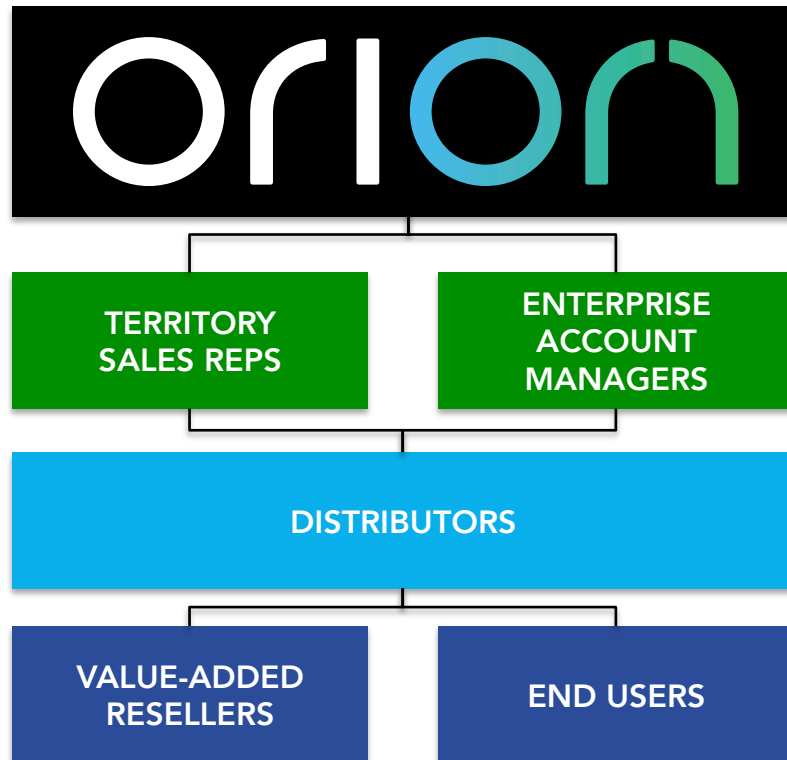 orion
TERRITORY
SALES REPS
ENTERPRISE
ACCOUNT
MANAGERS
DISTRIBUTORS
VALUE-ADDED
RESELLERS
END USERS